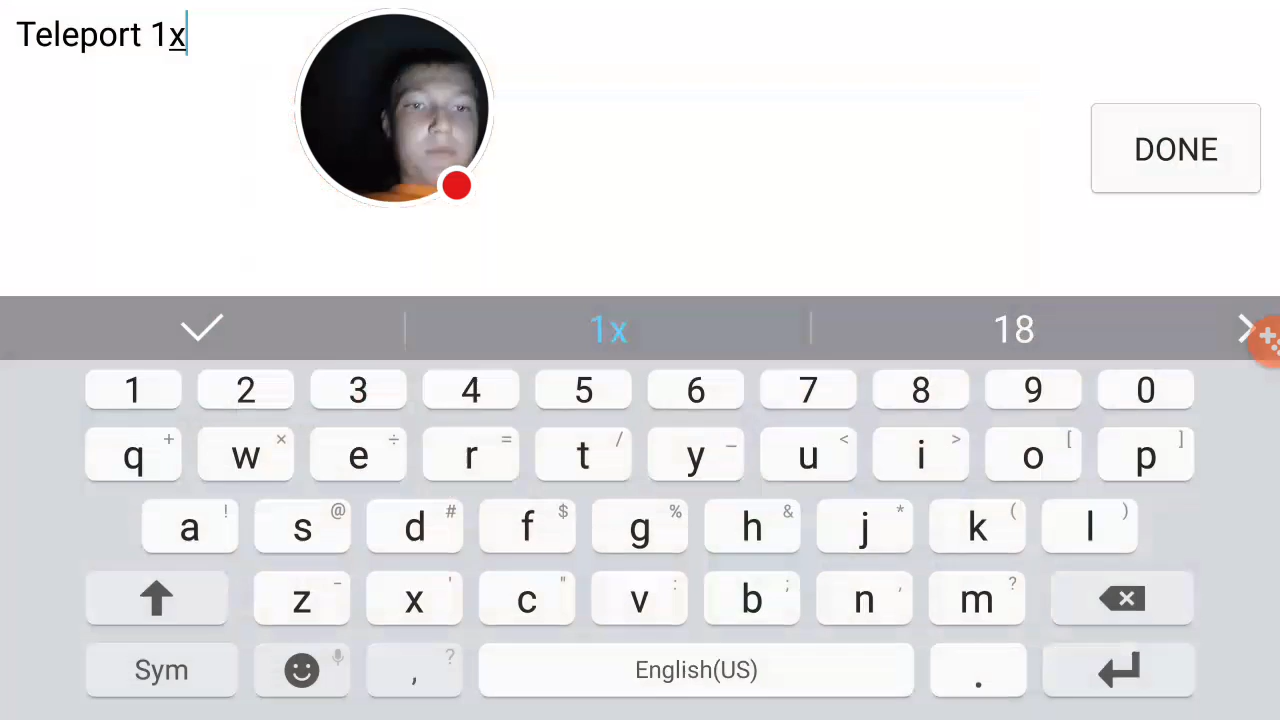 Teleport 1x
DONE
1x 18
1 2 3 4 5 6 7 8 9 0
q + w × e ÷ r = t / y _ u < i > o [ p ]
a ! s @ d # f $ g % h & j * k ( l )
z - x ' c " v : b ; n , m ?
Sym , ? English(US) .